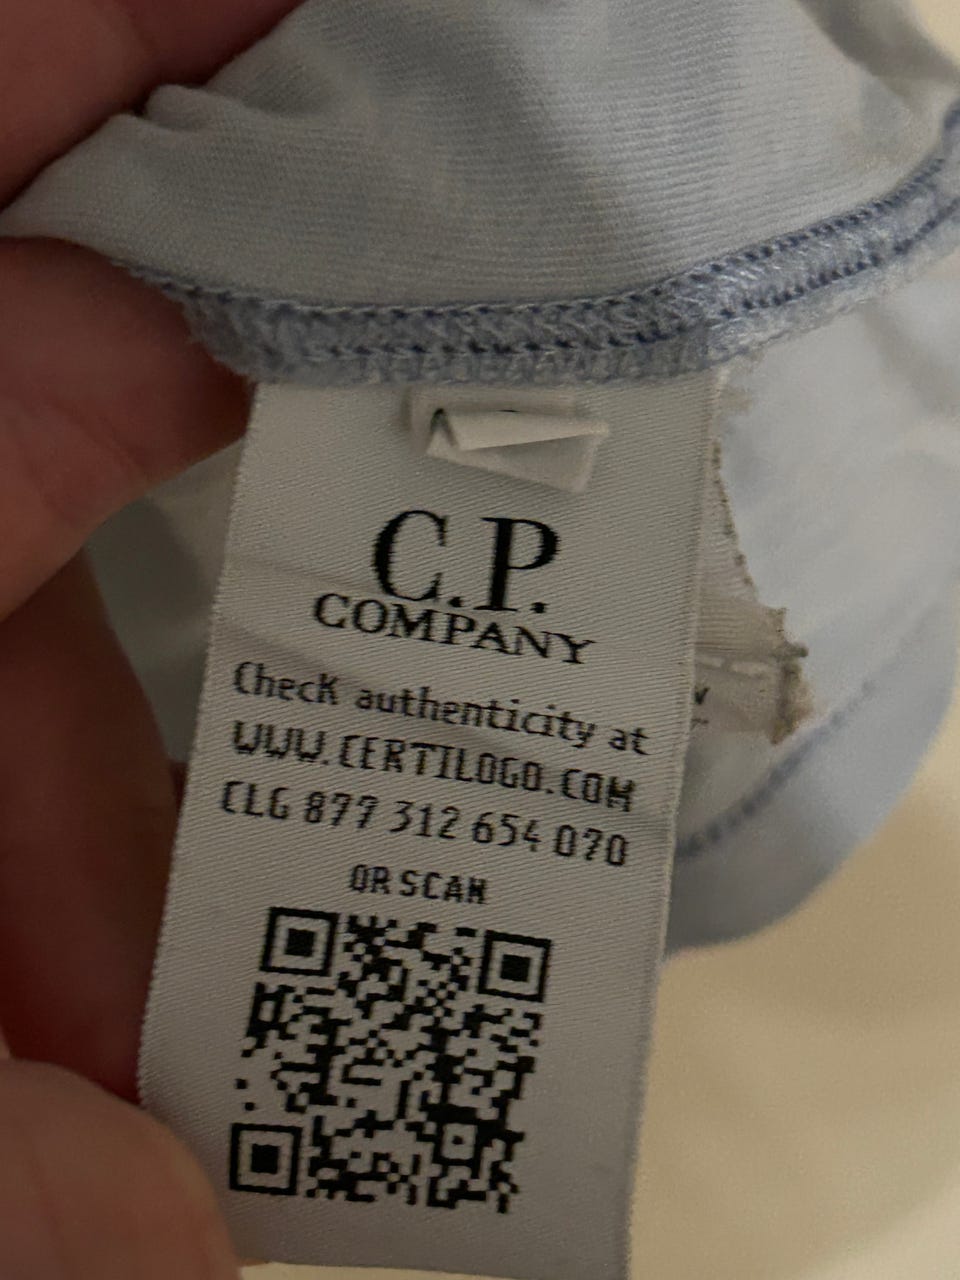 C.P.
COMPANY
Check authenticity at
WWW.CERTILOGO.COM
CLG 877 312 654 070
OR SCAN